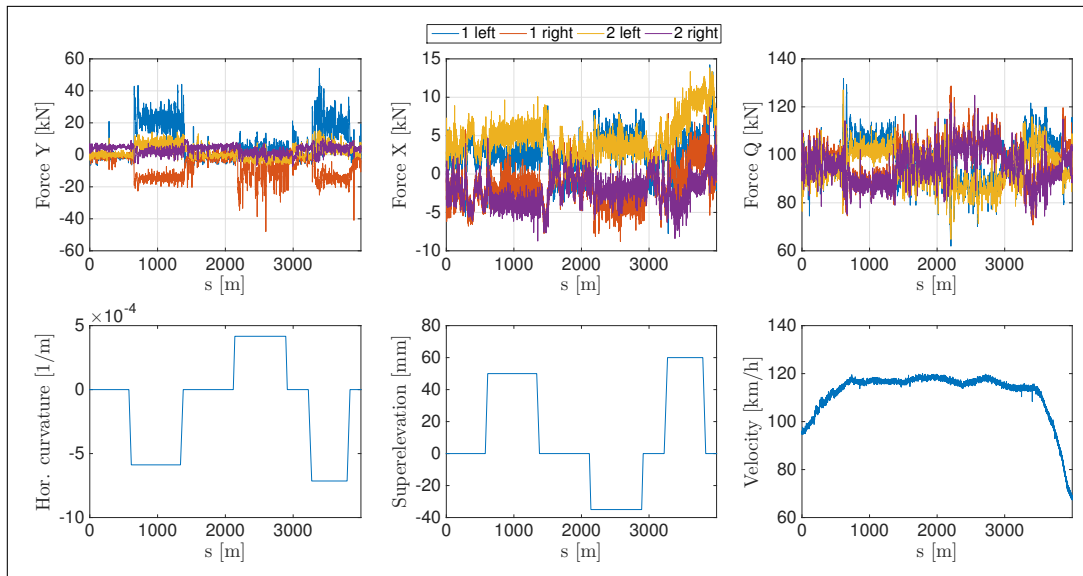 1 left 1 right 2 left 2 right
Force Y [kN]
60
40
20
0
-20
-40
-60
0 1000 2000 3000
s [m]
Force X [kN]
15
10
5
0
-5
-10
0 1000 2000 3000
s [m]
Force Q [kN]
140
120
100
80
60
0 1000 2000 3000
s [m]
Hor. curvature [1/m]
×10⁻⁴
5
0
-5
-10
0 1000 2000 3000
s [m]
Superelevation [mm]
80
60
40
20
0
-20
-40
0 1000 2000 3000
s [m]
Velocity [km/h]
140
120
100
80
60
0 1000 2000 3000
s [m]